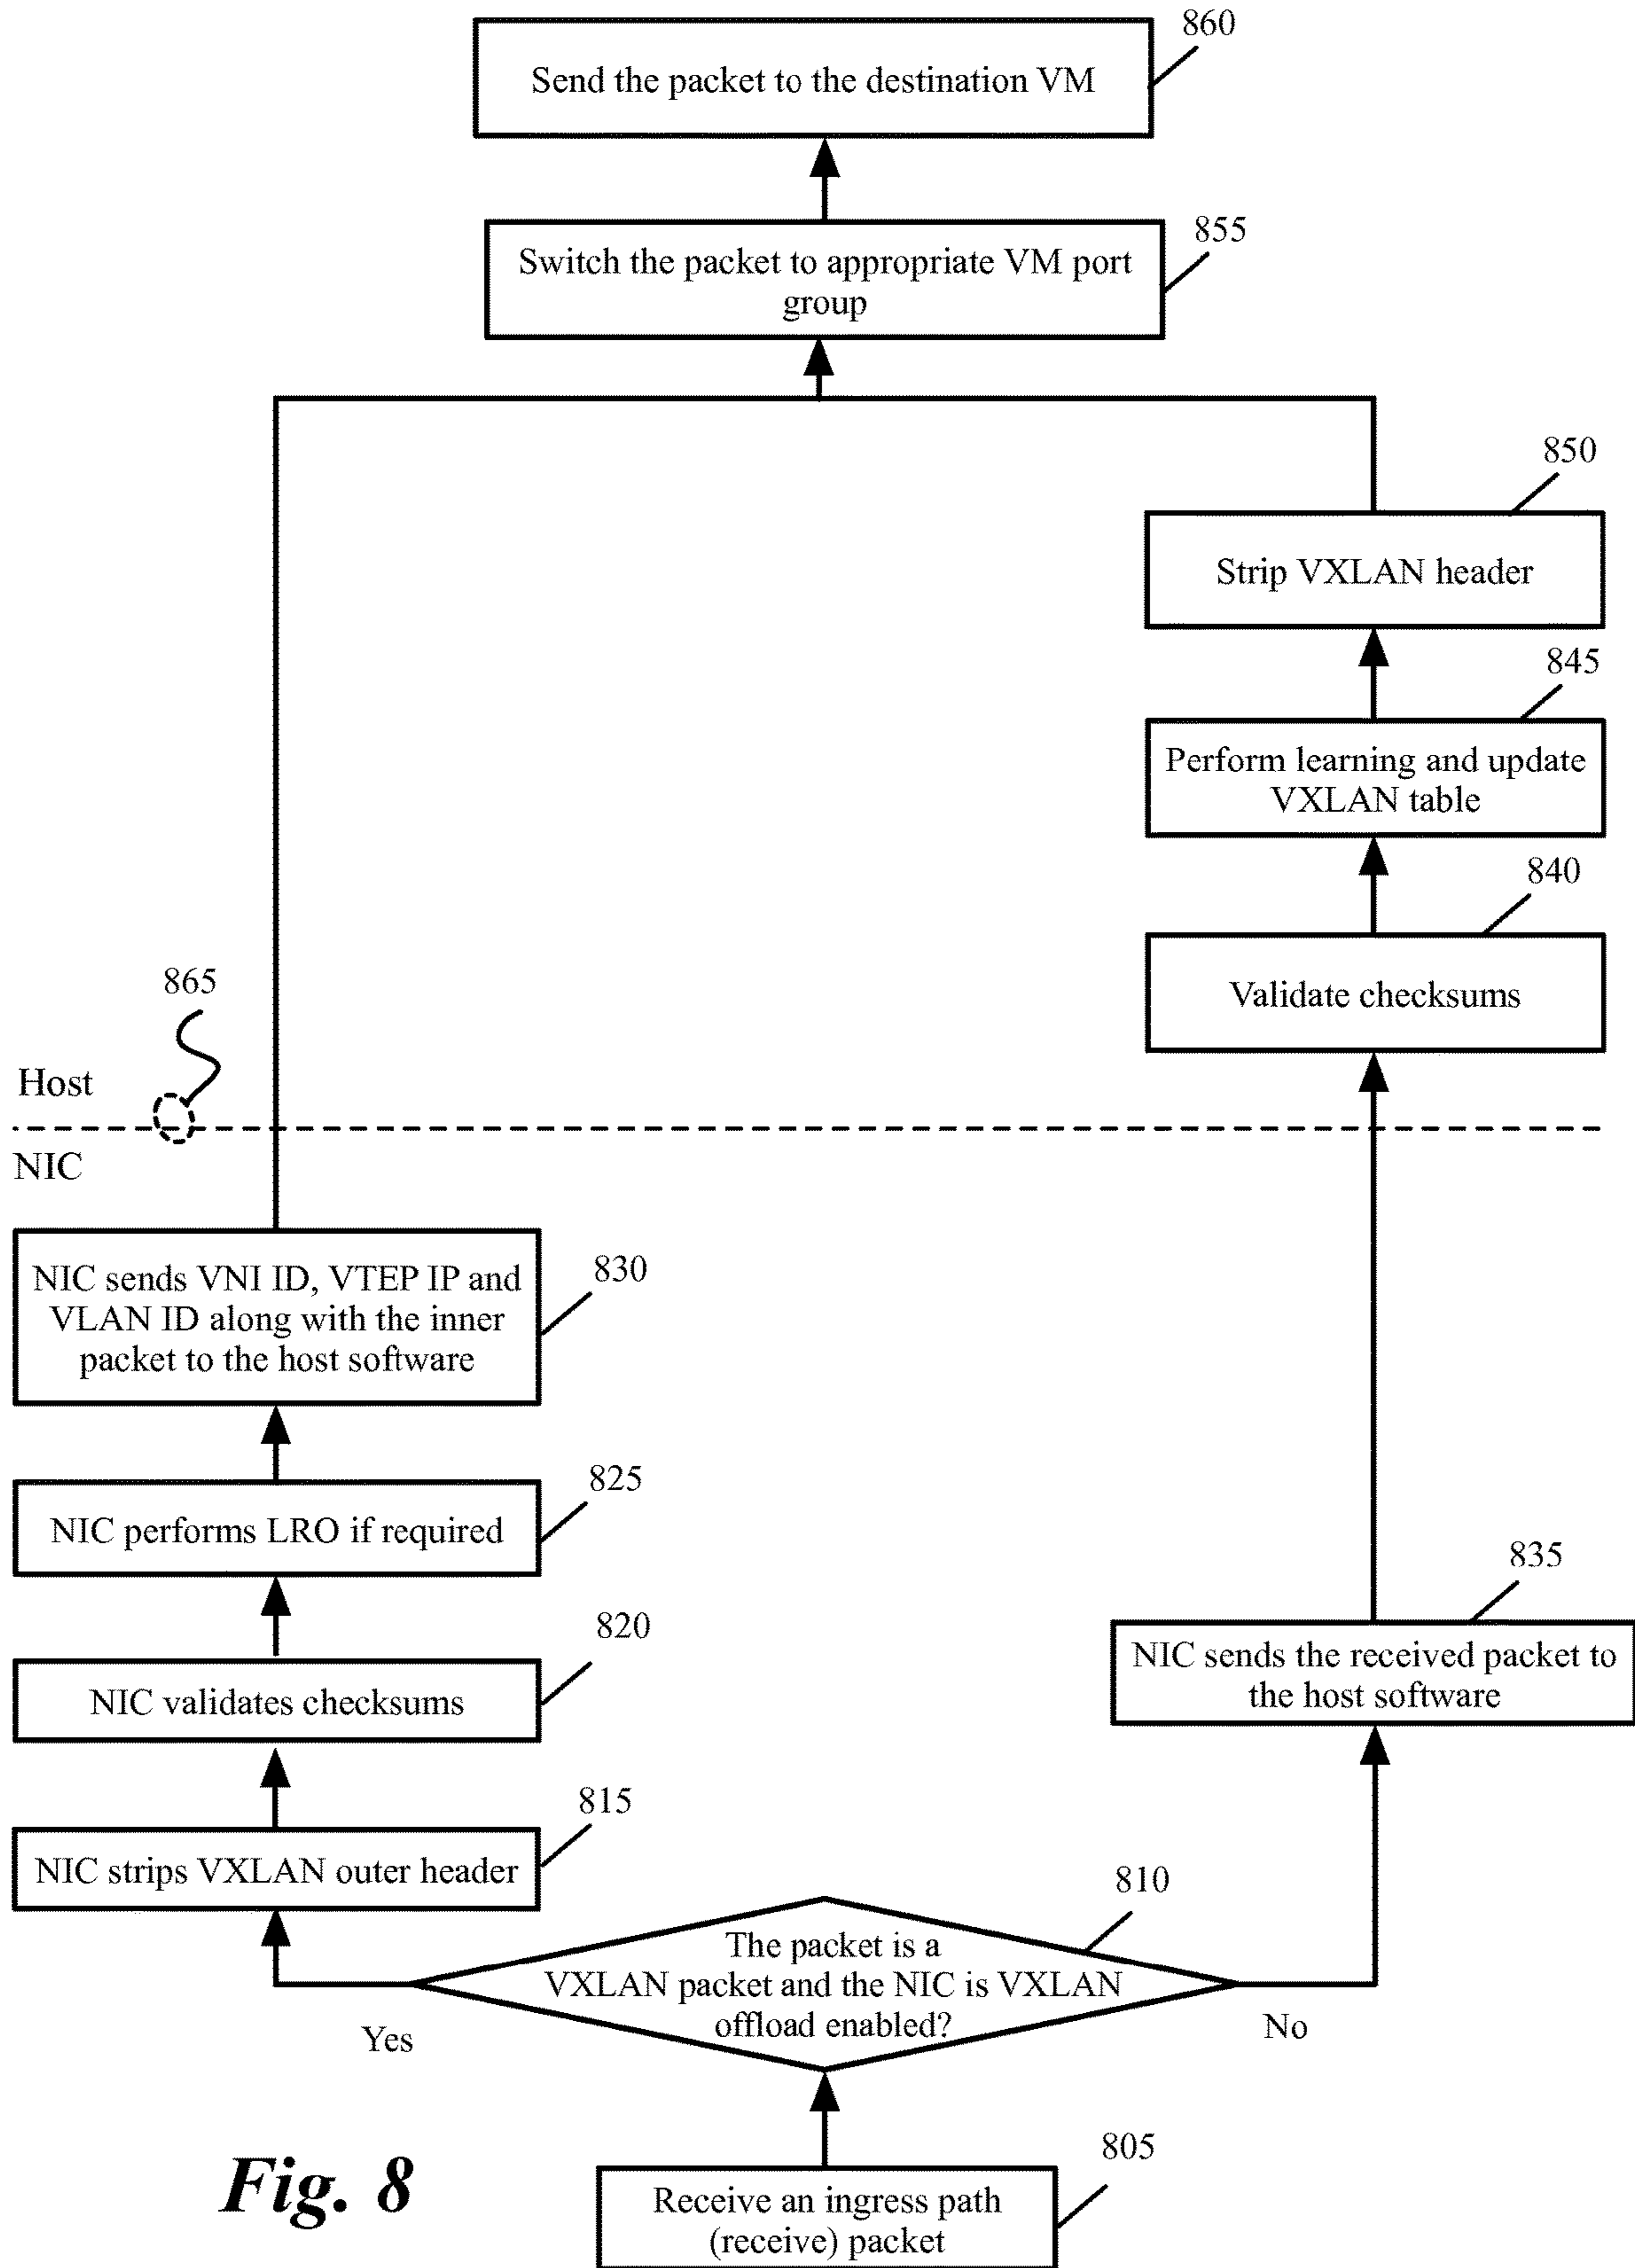 860
Send the packet to the destination VM
855
Switch the packet to appropriate VM port
group
850
Strip VXLAN header
845
Perform learning and update
VXLAN table
840
Validate checksums
865
Host
NIC
NIC sends VNI ID, VTEP IP and
VLAN ID along with the inner
packet to the host software
830
825
NIC performs LRO if required
835
NIC sends the received packet to
the host software
820
NIC validates checksums
815
NIC strips VXLAN outer header
810
The packet is a
VXLAN packet and the NIC is VXLAN
offload enabled?
Yes
No
805
Receive an ingress path
(receive) packet
Fig. 8